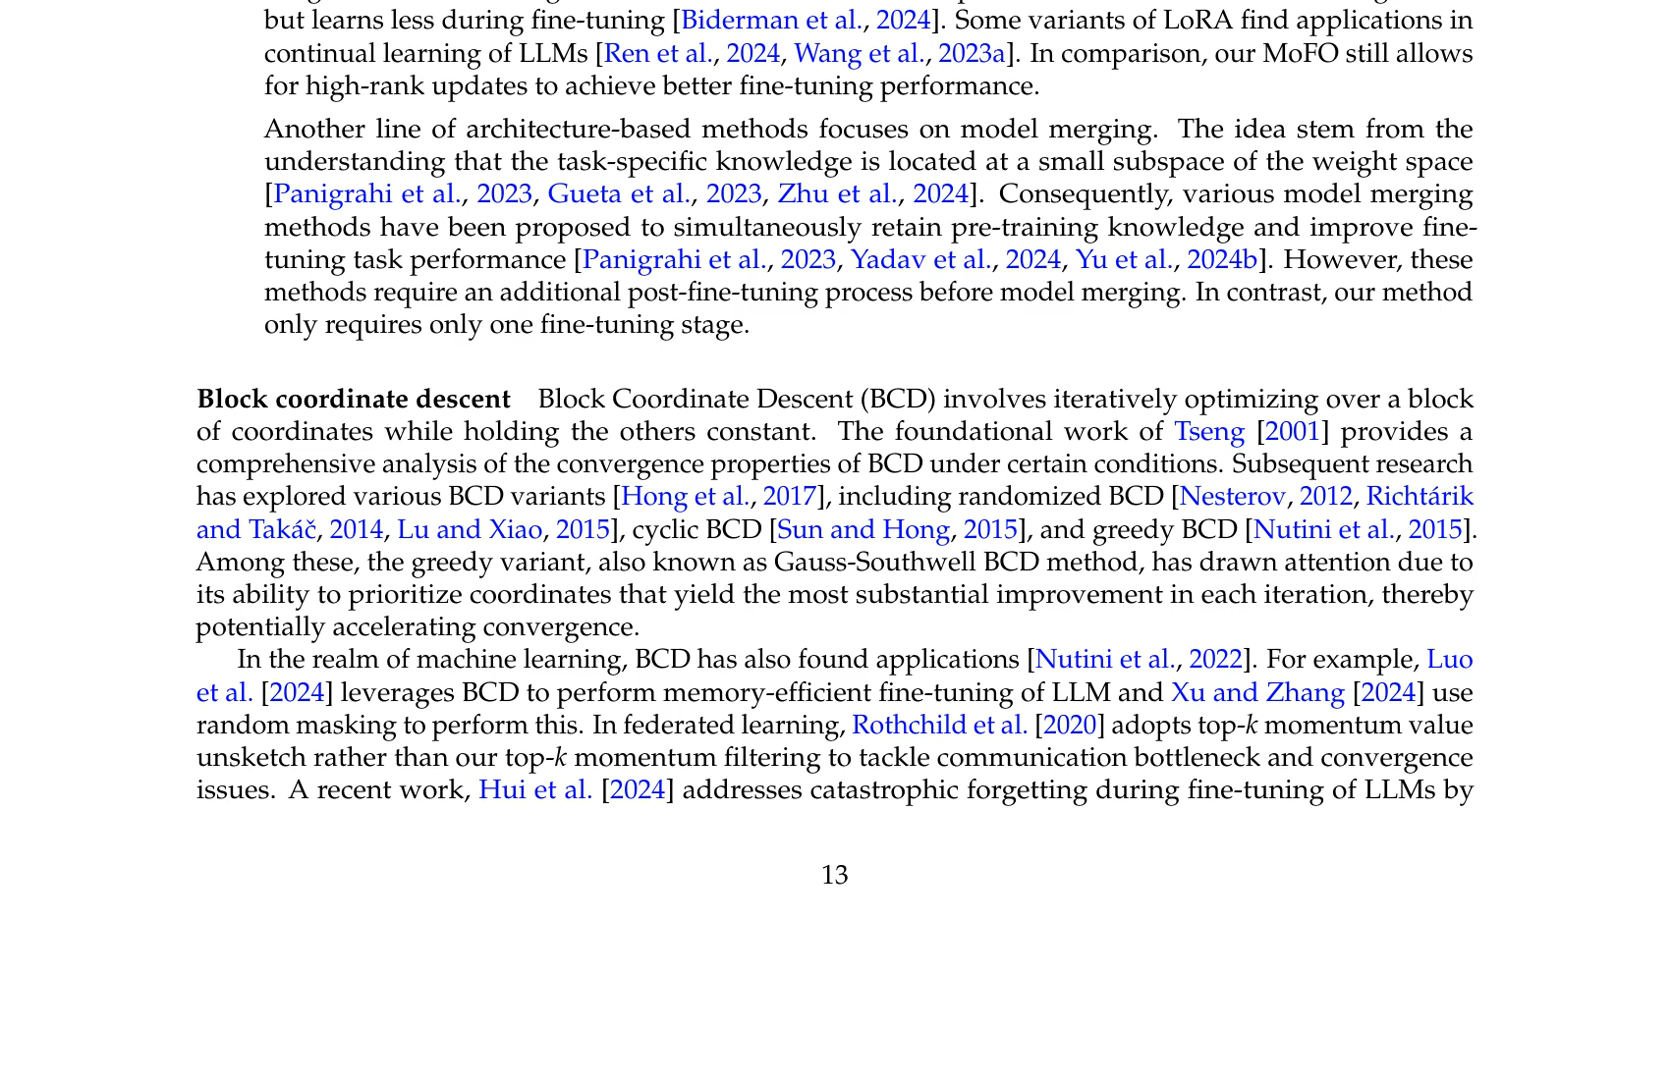 but learns less during fine-tuning [Biderman et al., 2024]. Some variants of LoRA find applications in
continual learning of LLMs [Ren et al., 2024, Wang et al., 2023a]. In comparison, our MoFO still allows
for high-rank updates to achieve better fine-tuning performance.
Another line of architecture-based methods focuses on model merging. The idea stem from the
understanding that the task-specific knowledge is located at a small subspace of the weight space
[Panigrahi et al., 2023, Gueta et al., 2023, Zhu et al., 2024]. Consequently, various model merging
methods have been proposed to simultaneously retain pre-training knowledge and improve fine-
tuning task performance [Panigrahi et al., 2023, Yadav et al., 2024, Yu et al., 2024b]. However, these
methods require an additional post-fine-tuning process before model merging. In contrast, our method
only requires only one fine-tuning stage.
Block coordinate descent Block Coordinate Descent (BCD) involves iteratively optimizing over a block
of coordinates while holding the others constant. The foundational work of Tseng [2001] provides a
comprehensive analysis of the convergence properties of BCD under certain conditions. Subsequent research
has explored various BCD variants [Hong et al., 2017], including randomized BCD [Nesterov, 2012, Richtárik
and Takáč, 2014, Lu and Xiao, 2015], cyclic BCD [Sun and Hong, 2015], and greedy BCD [Nutini et al., 2015].
Among these, the greedy variant, also known as Gauss-Southwell BCD method, has drawn attention due to
its ability to prioritize coordinates that yield the most substantial improvement in each iteration, thereby
potentially accelerating convergence.
In the realm of machine learning, BCD has also found applications [Nutini et al., 2022]. For example, Luo
et al. [2024] leverages BCD to perform memory-efficient fine-tuning of LLM and Xu and Zhang [2024] use
random masking to perform this. In federated learning, Rothchild et al. [2020] adopts top-k momentum value
unsketch rather than our top-k momentum filtering to tackle communication bottleneck and convergence
issues. A recent work, Hui et al. [2024] addresses catastrophic forgetting during fine-tuning of LLMs by
13